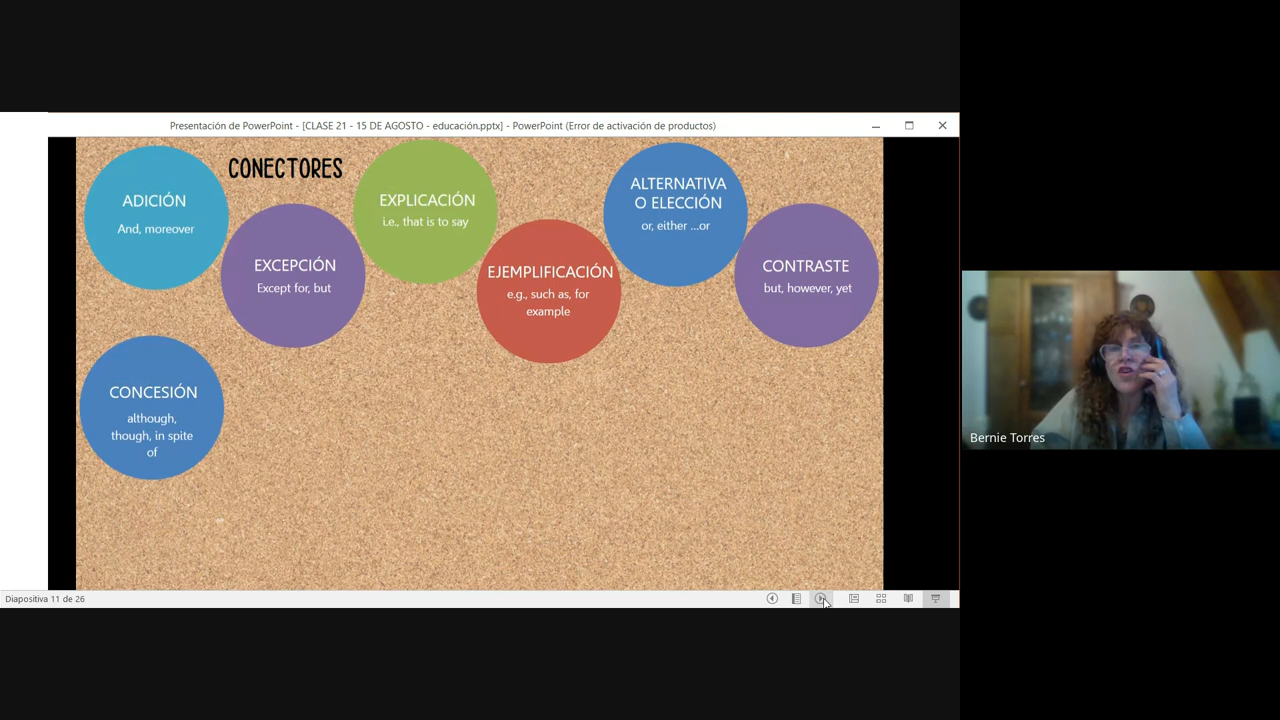 Presentación de PowerPoint - [CLASE 21 - 15 DE AGOSTO - educación.pptx] - PowerPoint (Error de activación de productos)
CONECTORES
ADICIÓN
And, moreover
EXCEPCIÓN
Except for, but
EXPLICACIÓN
i.e., that is to say
EJEMPLIFICACIÓN
e.g., such as, for
example
ALTERNATIVA
O ELECCIÓN
or, either ...or
CONTRASTE
but, however, yet
CONCESIÓN
although,
though, in spite
of
Bernie Torres
Diapositiva 11 de 26